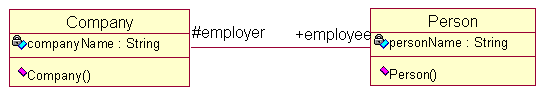 Company
companyName : String
Company()
#employer
+employee
Person
personName : String
Person()